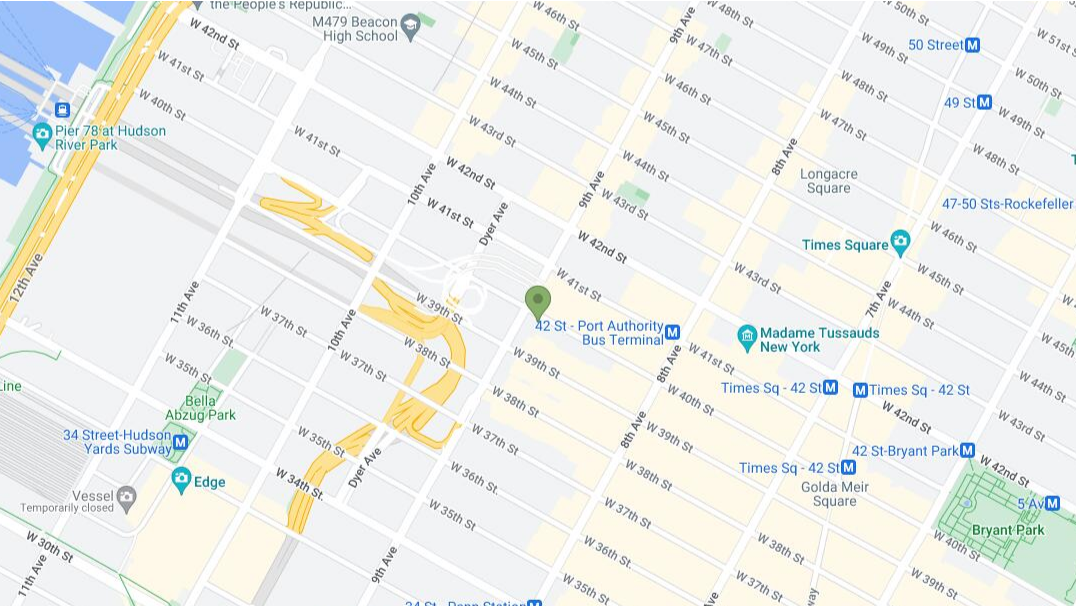 the People's Republic...
M479 Beacon
High School
W 42nd St
W 46th St
9th Ave
W 48th St
W 50th St
W 51st S
50 Street
W 41st St
W 45th St
W 47th St
W 49th St
W 50th St
W 40th St
W 44th St
W 46th St
W 48th St
49 St
W 49th St
Pier 78 at Hudson
River Park
W 41st St
W 43rd St
W 45th St
W 47th St
W 48th St
10th Ave
W 42nd St
W 44th St
8th Ave
Longacre
Square
9th Ave
W 43rd St
47-50 Sts-Rockefeller
W 41st St
Dyer Ave
W 42nd St
Times Square
W 46th St
12th Ave
W 41st St
W 43rd St
W 45th St
11th Ave
W 39th St
7th Ave
W 44th St
W 36th St
W 37th St
10th Ave
42 St - Port Authority
Bus Terminal
Madame Tussauds
New York
W 45th
W 35th St
W 38th St
W 37th St
W 39th St
8th Ave
W 41st St
Line
Bella
Abzug Park
W 38th St
W 40th St
Times Sq - 42 St
Times Sq - 42 St
W 44th St
34 Street-Hudson
Yards Subway
W 35th St
W 37th St
8th Ave
W 39th St
W 42nd St
W 43rd St
42 St-Bryant Park
Edge
W 34th St.
Dyer Ave
W 36th St.
W 38th St
Times Sq - 42 St
W 42nd St
Vessel
Temporarily closed
W 35th St
W 37th St
Golda Meir
Square
5 Av
Bryant Park
W 30th St
W 36th St.
W 38th St
W 40th St
11th Ave
9th Ave
W 35th St
W 37th St
W 39th St
34 St - Penn Station